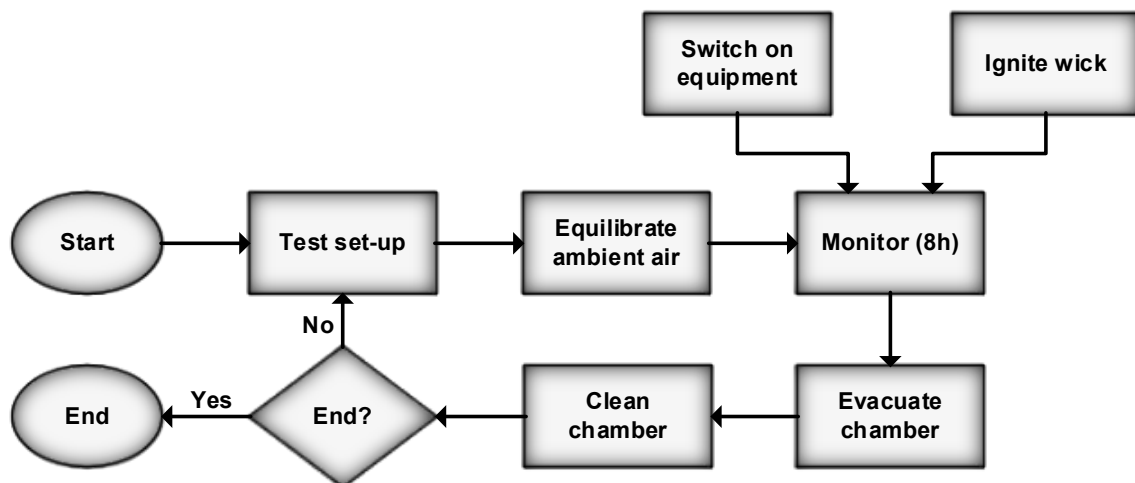 Switch on
equipment
Ignite wick
Start
Test set-up
Equilibrate
ambient air
Monitor (8h)
No
End
Yes
End?
Clean
chamber
Evacuate
chamber